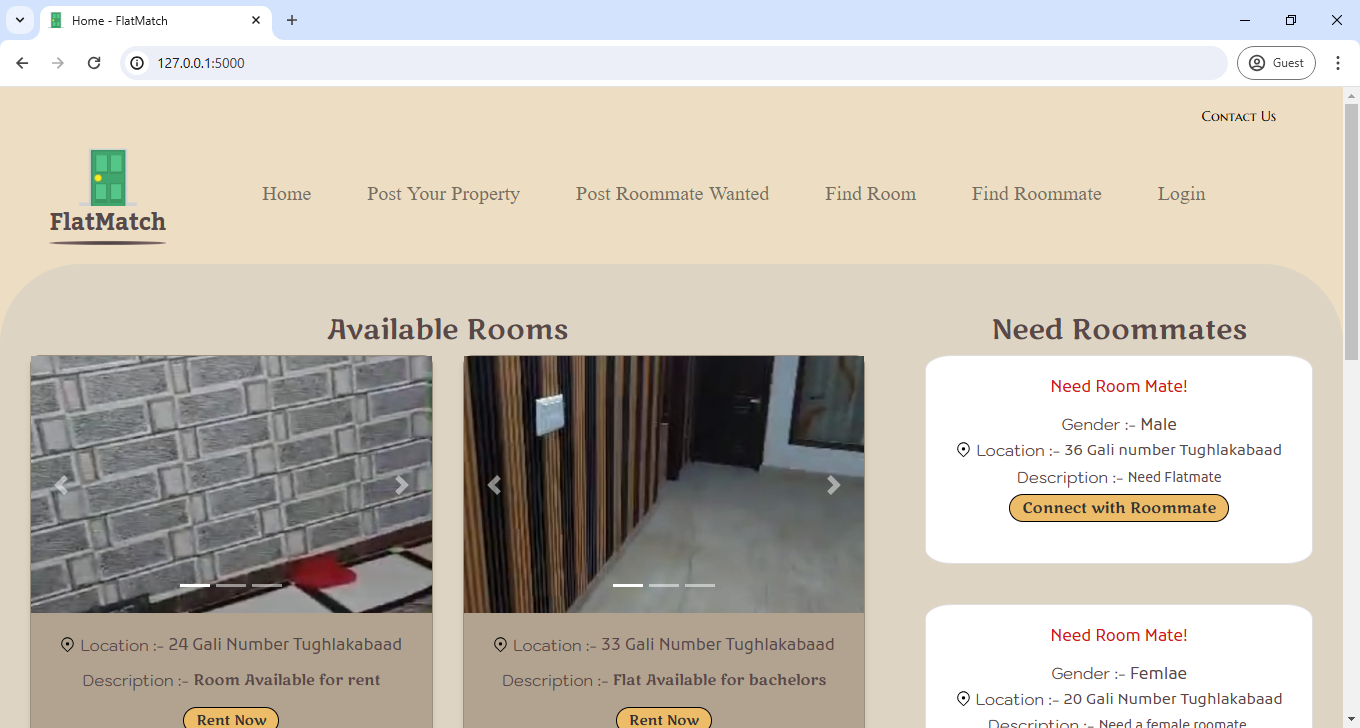 Home - FlatMatch
127.0.0.1:5000
Guest
Contact Us
FlatMatch
Home
Post Your Property
Post Roommate Wanted
Find Room
Find Roommate
Login
Available Rooms
Location :- 24 Gali Number Tughlakabaad
Description :- Room Available for rent
Rent Now
Location :- 33 Gali Number Tughlakabaad
Description :- Flat Available for bachelors
Rent Now
Need Roommates
Need Room Mate!
Gender :- Male
Location :- 36 Gali number Tughlakabaad
Description :- Need Flatmate
Connect with Roommate
Need Room Mate!
Gender :- Femlae
Location :- 20 Gali Number Tughlakabaad
Description :- Need a female roomate